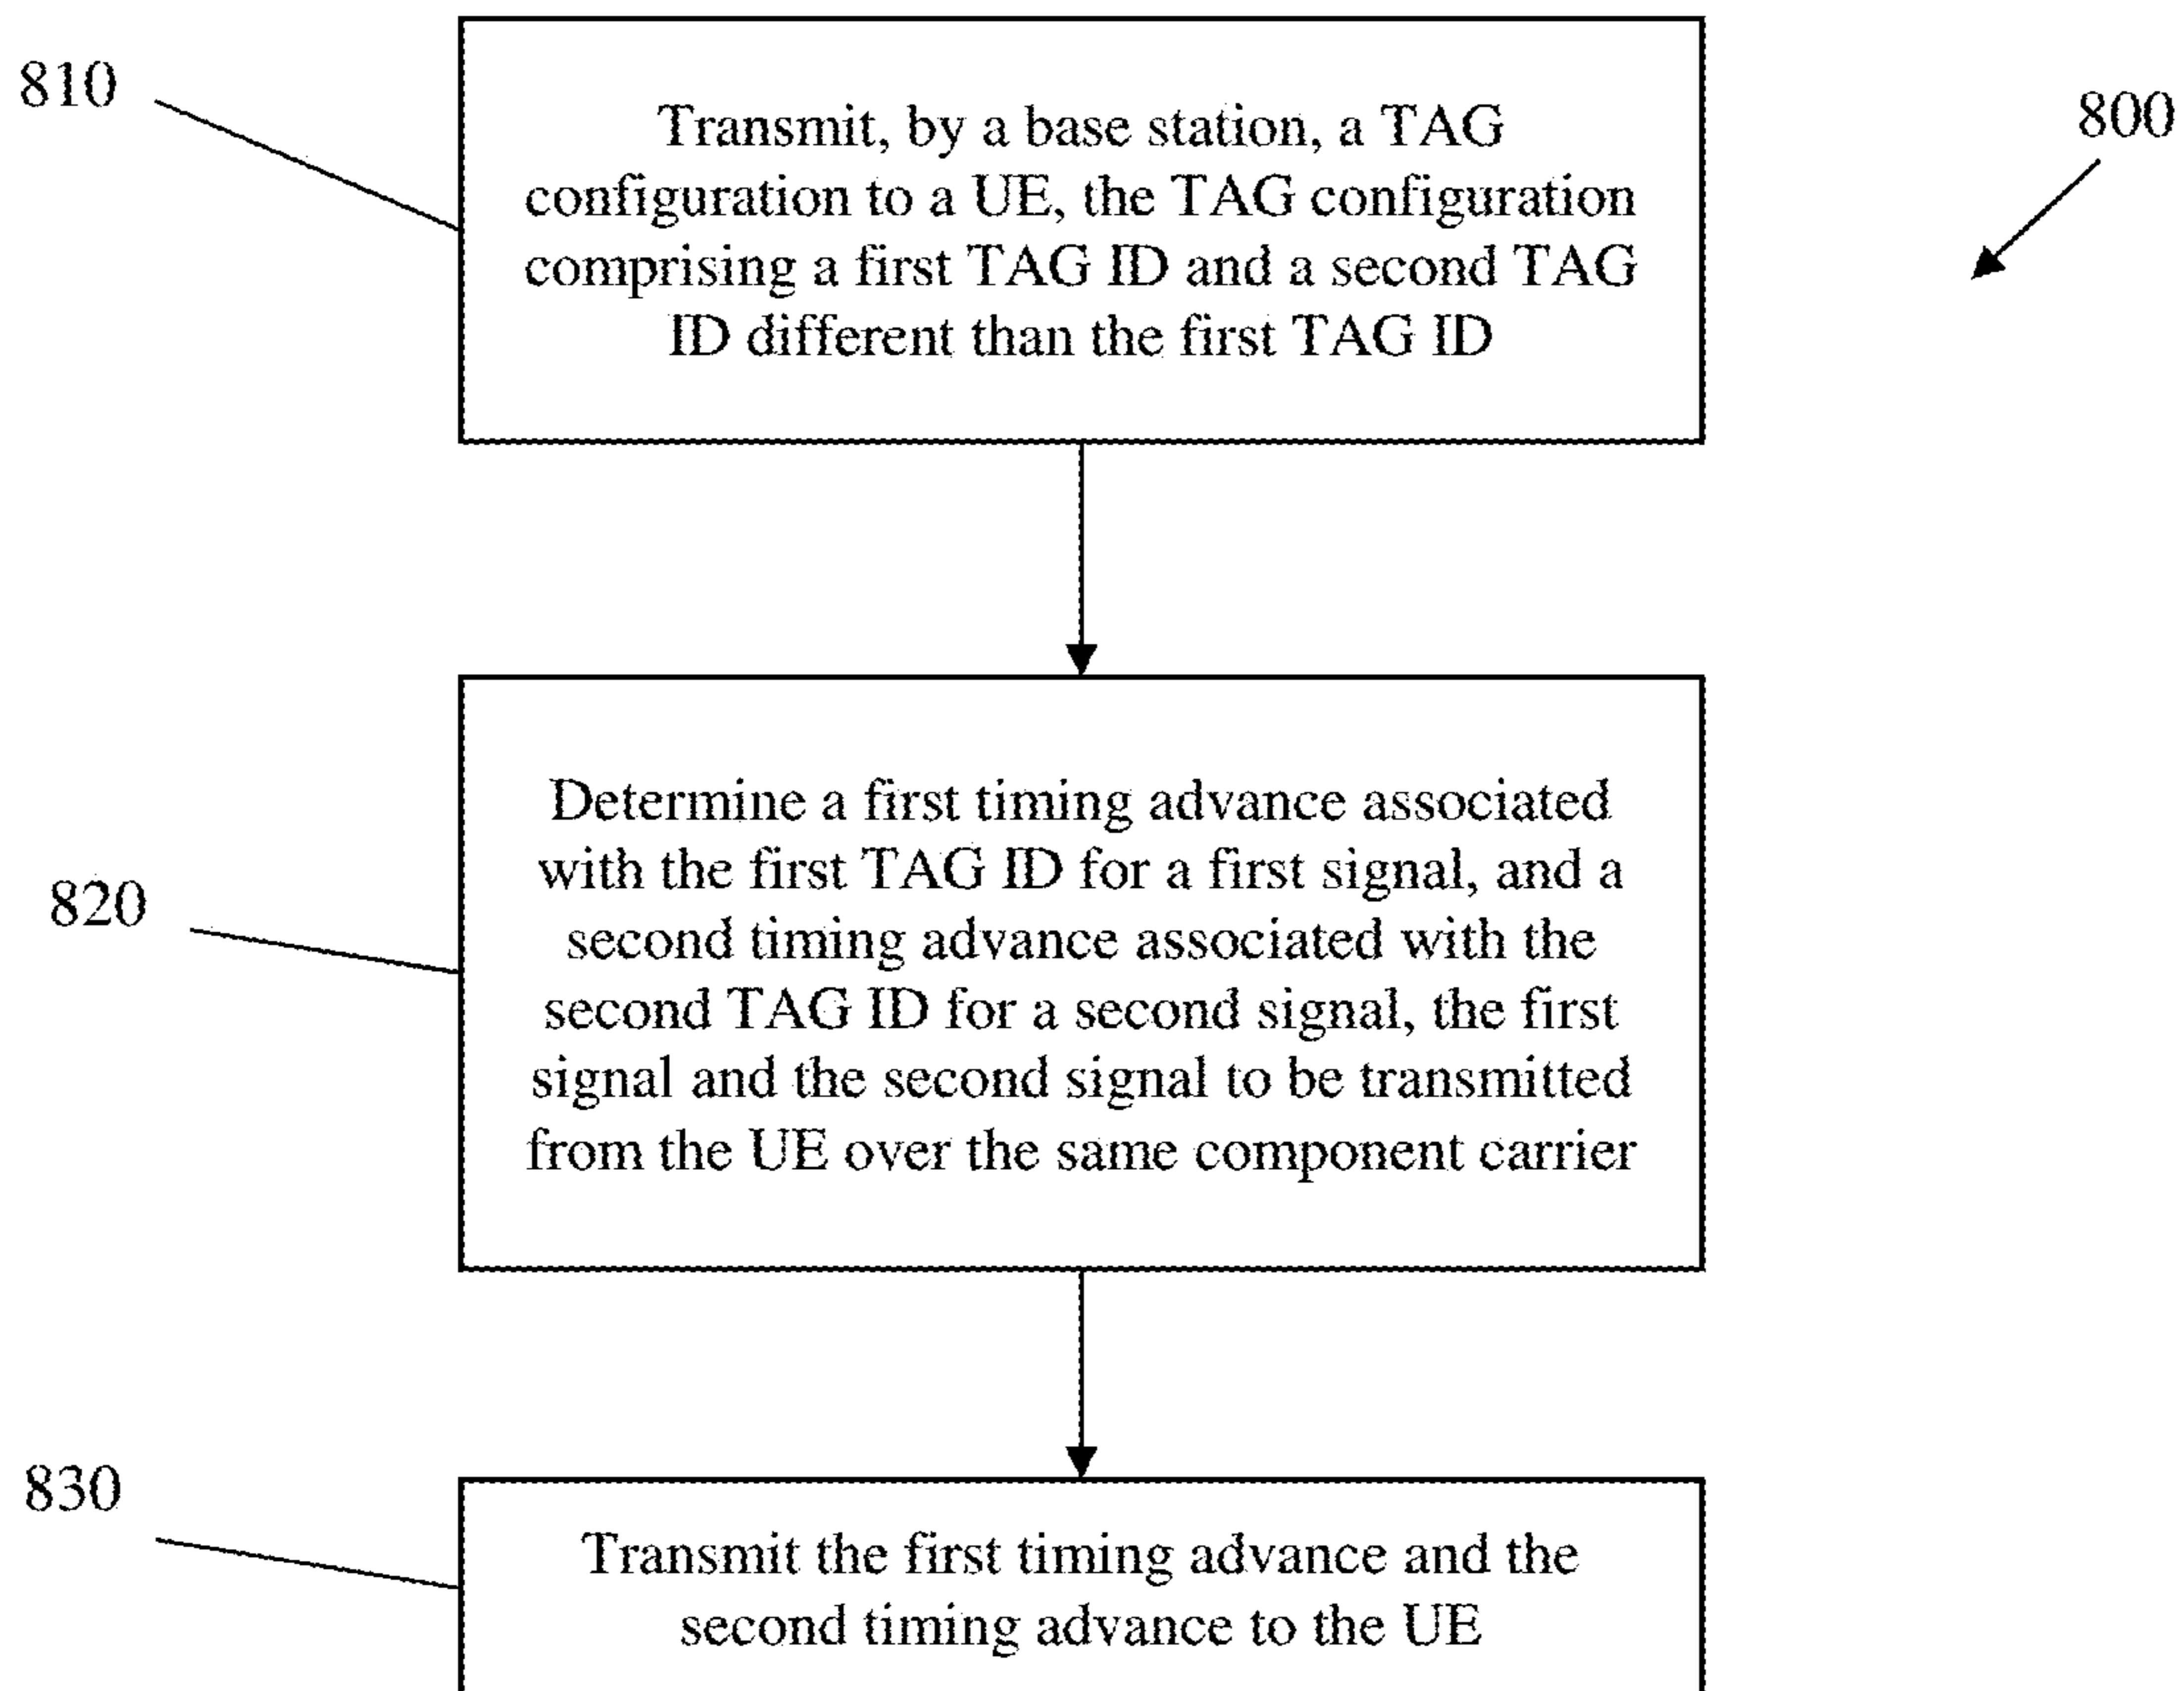 810
800
Transmit, by a base station, a TAG
configuration to a UE, the TAG configuration
comprising a first TAG ID and a second TAG
ID different than the first TAG ID
820
Determine a first timing advance associated
with the first TAG ID for a first signal, and a
second timing advance associated with the
second TAG ID for a second signal, the first
signal and the second signal to be transmitted
from the UE over the same component carrier
830
Transmit the first timing advance and the
second timing advance to the UE